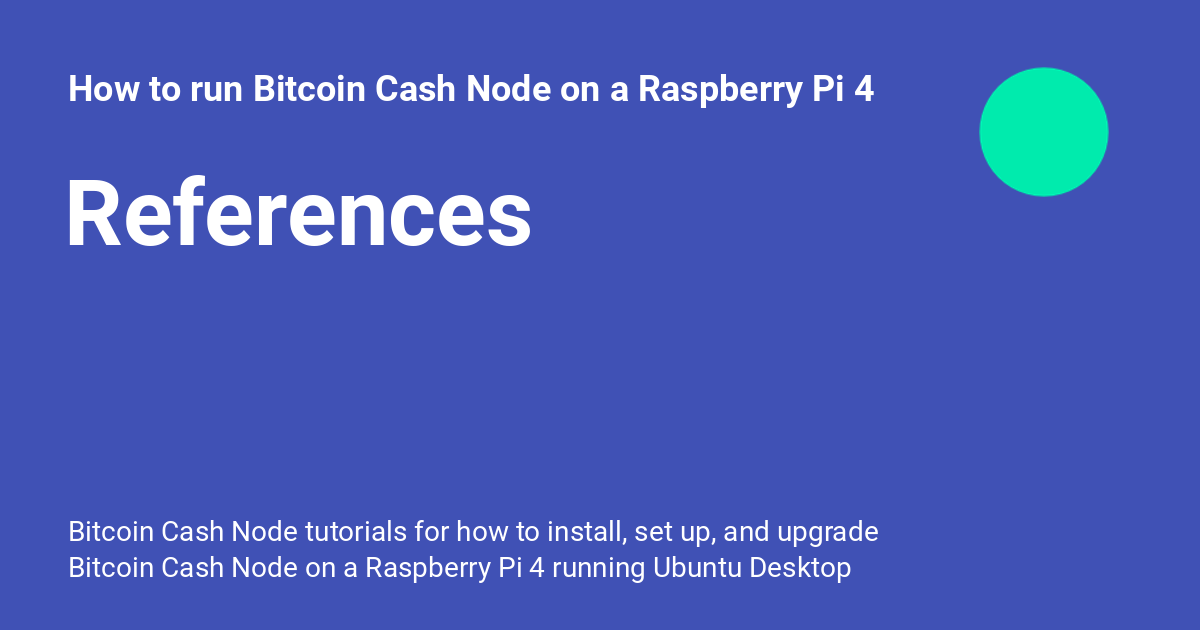 How to run Bitcoin Cash Node on a Raspberry Pi 4
References
Bitcoin Cash Node tutorials for how to install, set up, and upgrade
Bitcoin Cash Node on a Raspberry Pi 4 running Ubuntu Desktop